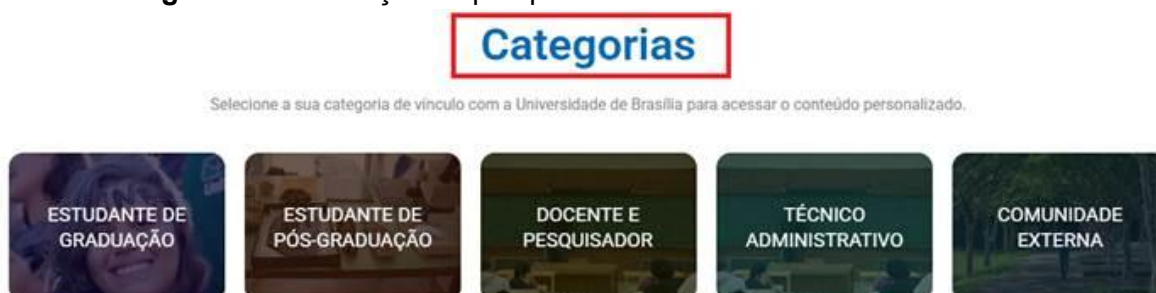 Categorias
Selecione a sua categoria de vínculo com a Universidade de Brasília para acessar o conteúdo personalizado.
ESTUDANTE DE
GRADUAÇÃO
ESTUDANTE DE
PÓS-GRADUAÇÃO
DOCENTE E
PESQUISADOR
TÉCNICO
ADMINISTRATIVO
COMUNIDADE
EXTERNA